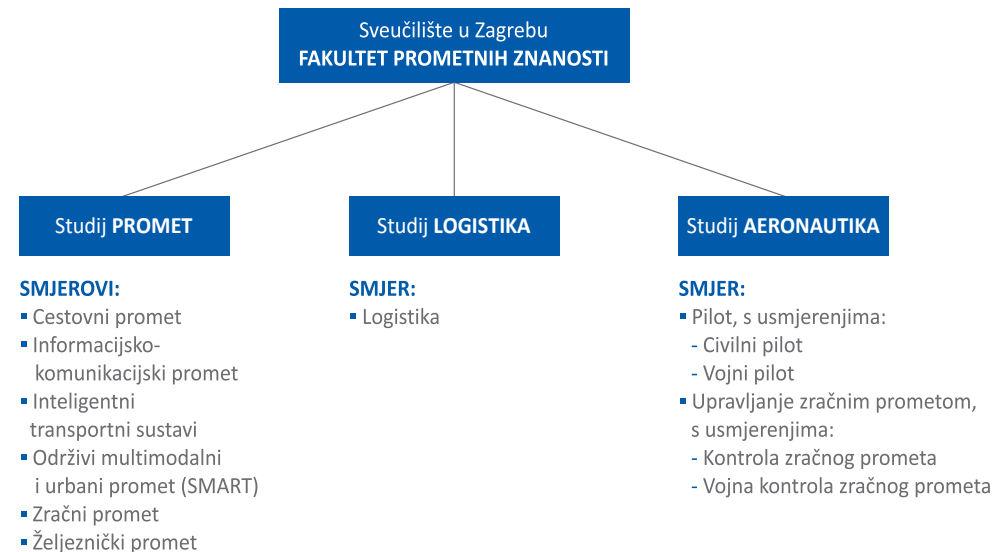 Sveučilište u Zagrebu
FAKULTET PROMETNIH ZNANOSTI
Studij PROMET
SMJEROVI:
▪ Cestovni promet
▪ Informacijsko-
komunikacijski promet
▪ Inteligentni
transportni sustavi
▪ Održivi multimodalni
i urbani promet (SMART)
▪ Zračni promet
▪ Željeznički promet
Studij LOGISTIKA
SMJER:
▪ Logistika
Studij AERONAUTIKA
SMJER:
▪ Pilot, s usmjerenjima:
- Civilni pilot
- Vojni pilot
▪ Upravljanje zračnim prometom,
s usmjerenjima:
- Kontrola zračnog prometa
- Vojna kontrola zračnog prometa